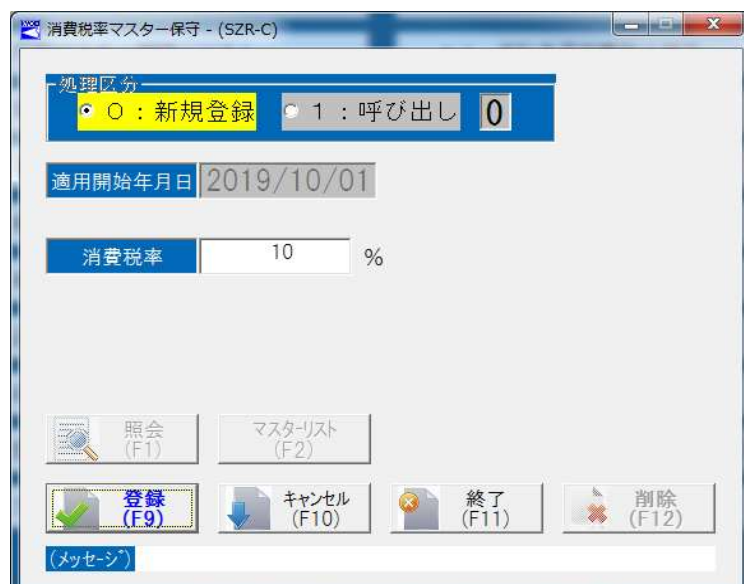 消費税率マスター保守 - (SZR-C)
処理区分
０：新規登録 １：呼び出し 0
適用開始年月日 2019/10/01
消費税率 10 %
照会 マスターリスト
(F1) (F2)
登録 キャンセル 終了 削除
(F9) (F10) (F11) (F12)
(メッセージ)